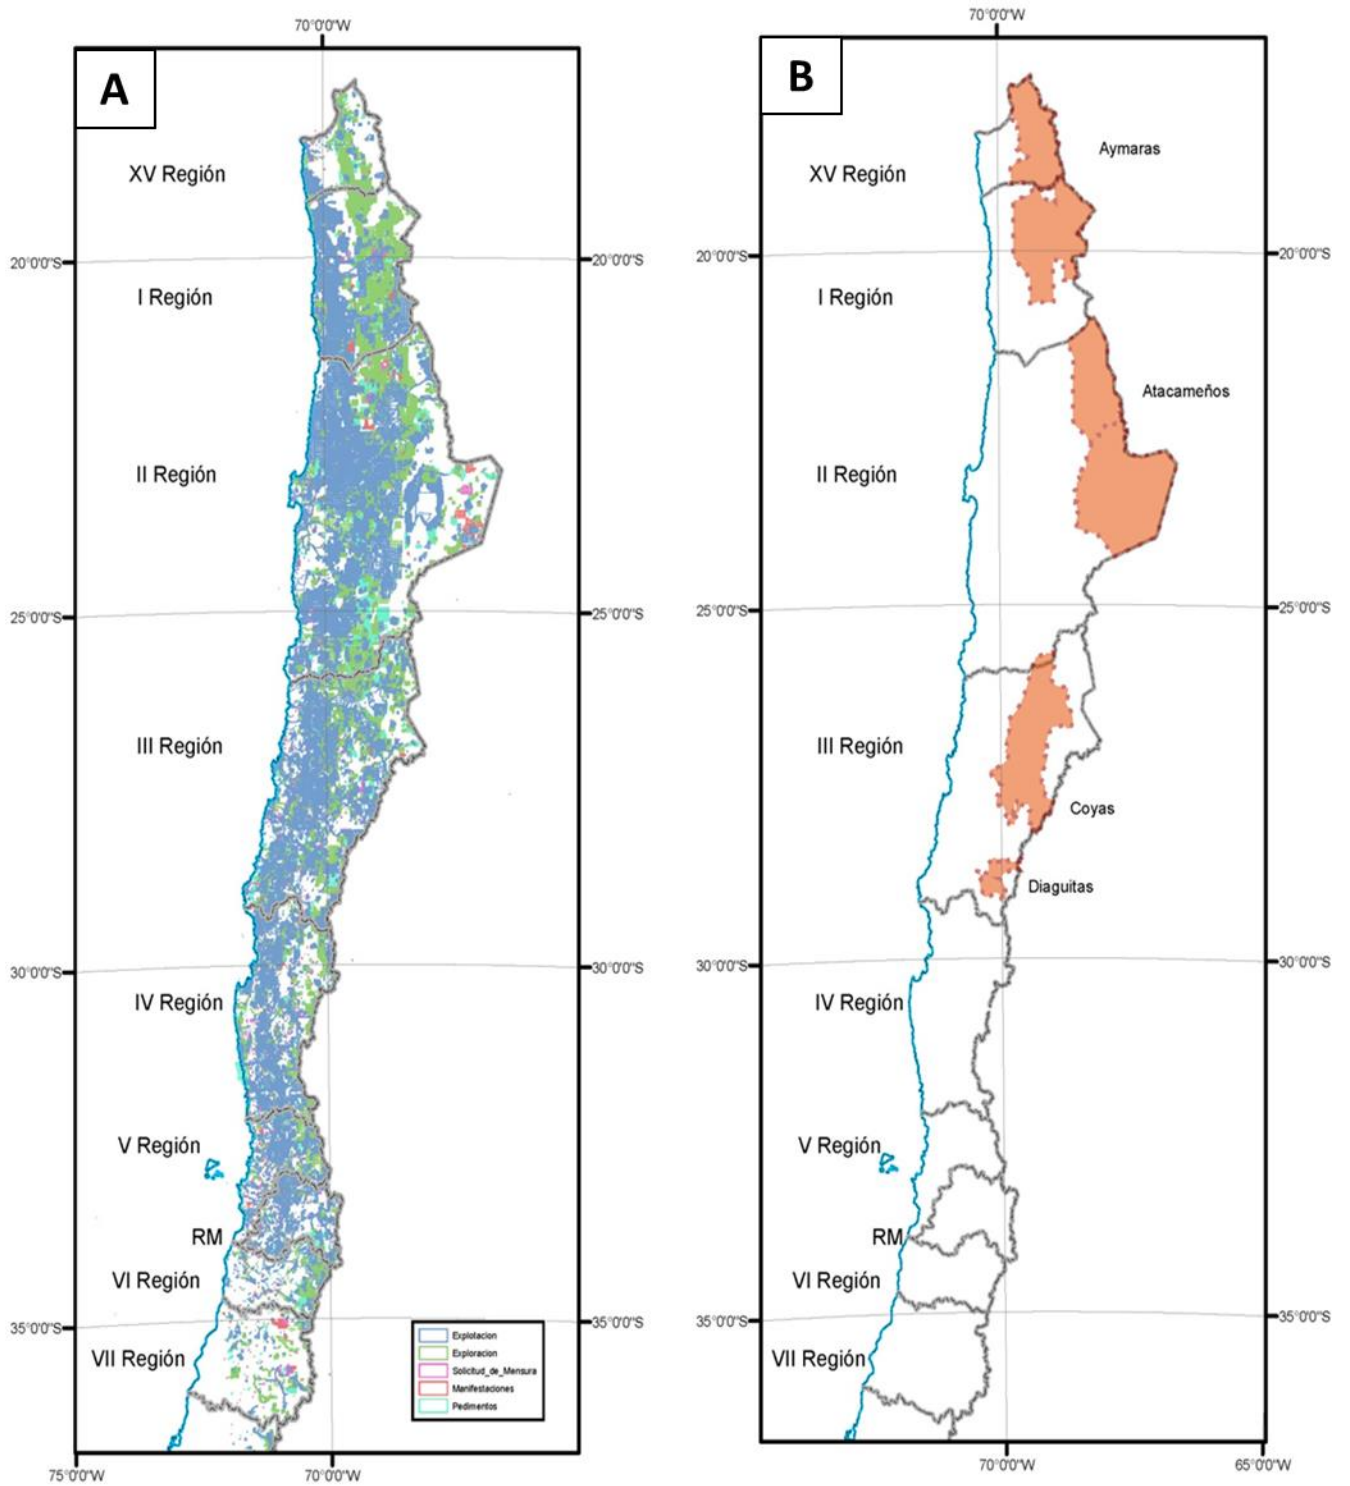 70°0'0"W
A
XV Región
20°0'0"S
20°0'0"S
I Región
II Región
25°0'0"S
25°0'0"S
III Región
30°0'0"S
30°0'0"S
IV Región
V Región
RM
VI Región
35°0'0"S
35°0'0"S
VII Región
Explotacion
Exploracion
Solicitud_de_Mensura
Manifestaciones
Pedimentos
75°0'0"W
70°0'0"W
70°0'0"W
B
Aymaras
XV Región
20°0'0"S
20°0'0"S
I Región
Atacameños
II Región
25°0'0"S
25°0'0"S
III Región
Coyas
Diaguitas
30°0'0"S
30°0'0"S
IV Región
V Región
RM
VI Región
35°0'0"S
35°0'0"S
VII Región
70°0'0"W
65°0'0"W